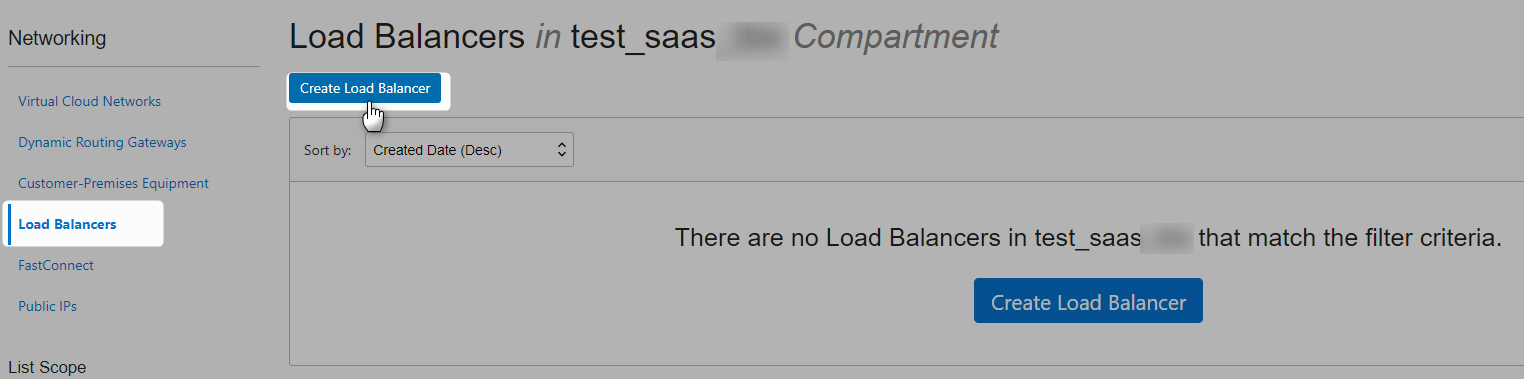 Networking
Virtual Cloud Networks
Dynamic Routing Gateways
Customer-Premises Equipment
Load Balancers
FastConnect
Public IPs
List Scope
Load Balancers in test_saas Compartment
Create Load Balancer
Sort by: Created Date (Desc)
There are no Load Balancers in test_saas that match the filter criteria.
Create Load Balancer